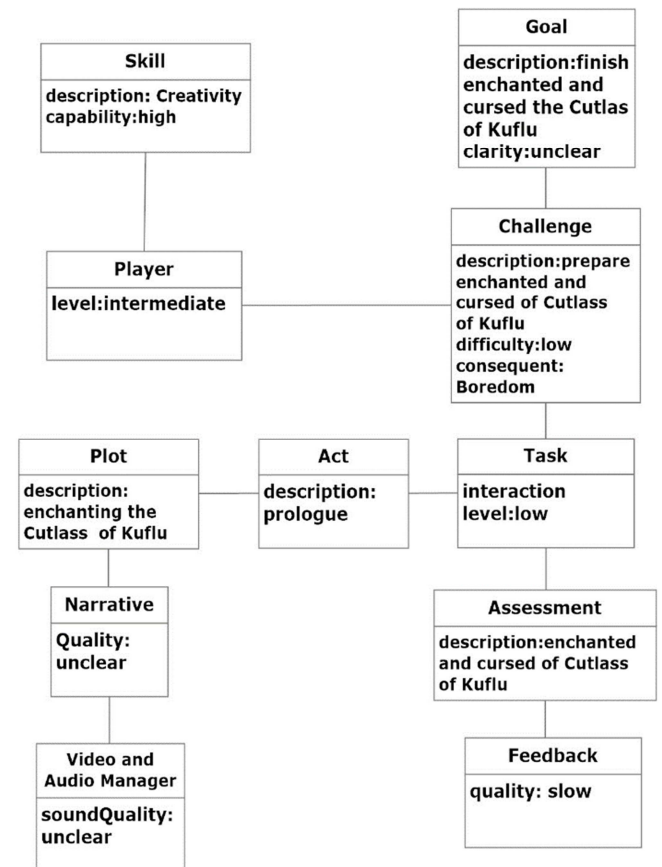 Goal
description:finish
enchanted and
cursed the Cutlas
of Kuflu
clarity:unclear
Skill
description: Creativity
capability:high
Challenge
description:prepare
enchanted and
cursed of Cutlass
of Kuflu
difficulty:low
consequent:
Boredom
Player
level:intermediate
Plot
description:
enchanting the
Cutlass of Kuflu
Act
description:
prologue
Task
interaction
level:low
Narrative
Quality:
unclear
Assessment
description:enchanted
and cursed of Cutlass
of Kuflu
Video and
Audio Manager
soundQuality:
unclear
Feedback
quality: slow